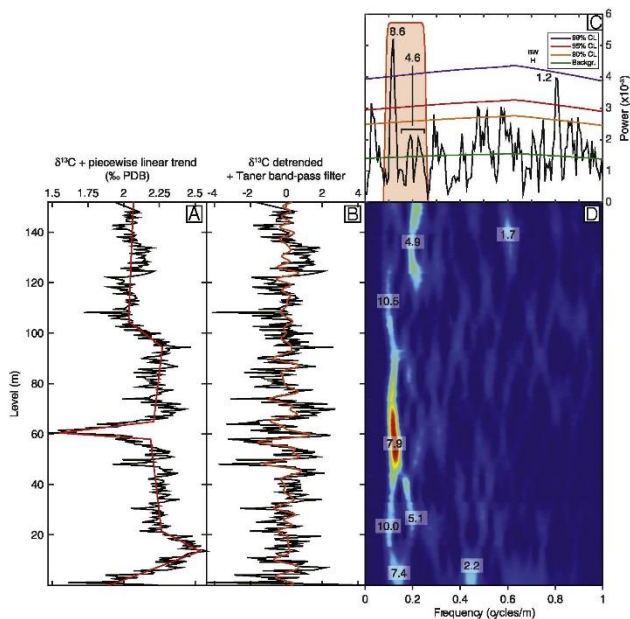 C
8.6
4.6
BW
H
1.2
99% CL
95% CL
90% CL
Backgr.
6
5
4
3
2
1
0
Power (x10⁻³)
δ¹³C + piecewise linear trend
(‰ PDB)
1.5 1.75 2 2.25 2.5
δ¹³C detrended
+ Taner band-pass filter
-4 -2 0 2 4
A
B
D
140
120
100
80
60
40
20
Level (m)
4.9
1.7
10.5
7.9
5.1
10.0
7.4
2.2
0 0.2 0.4 0.6 0.8 1
Frequency (cycles/m)